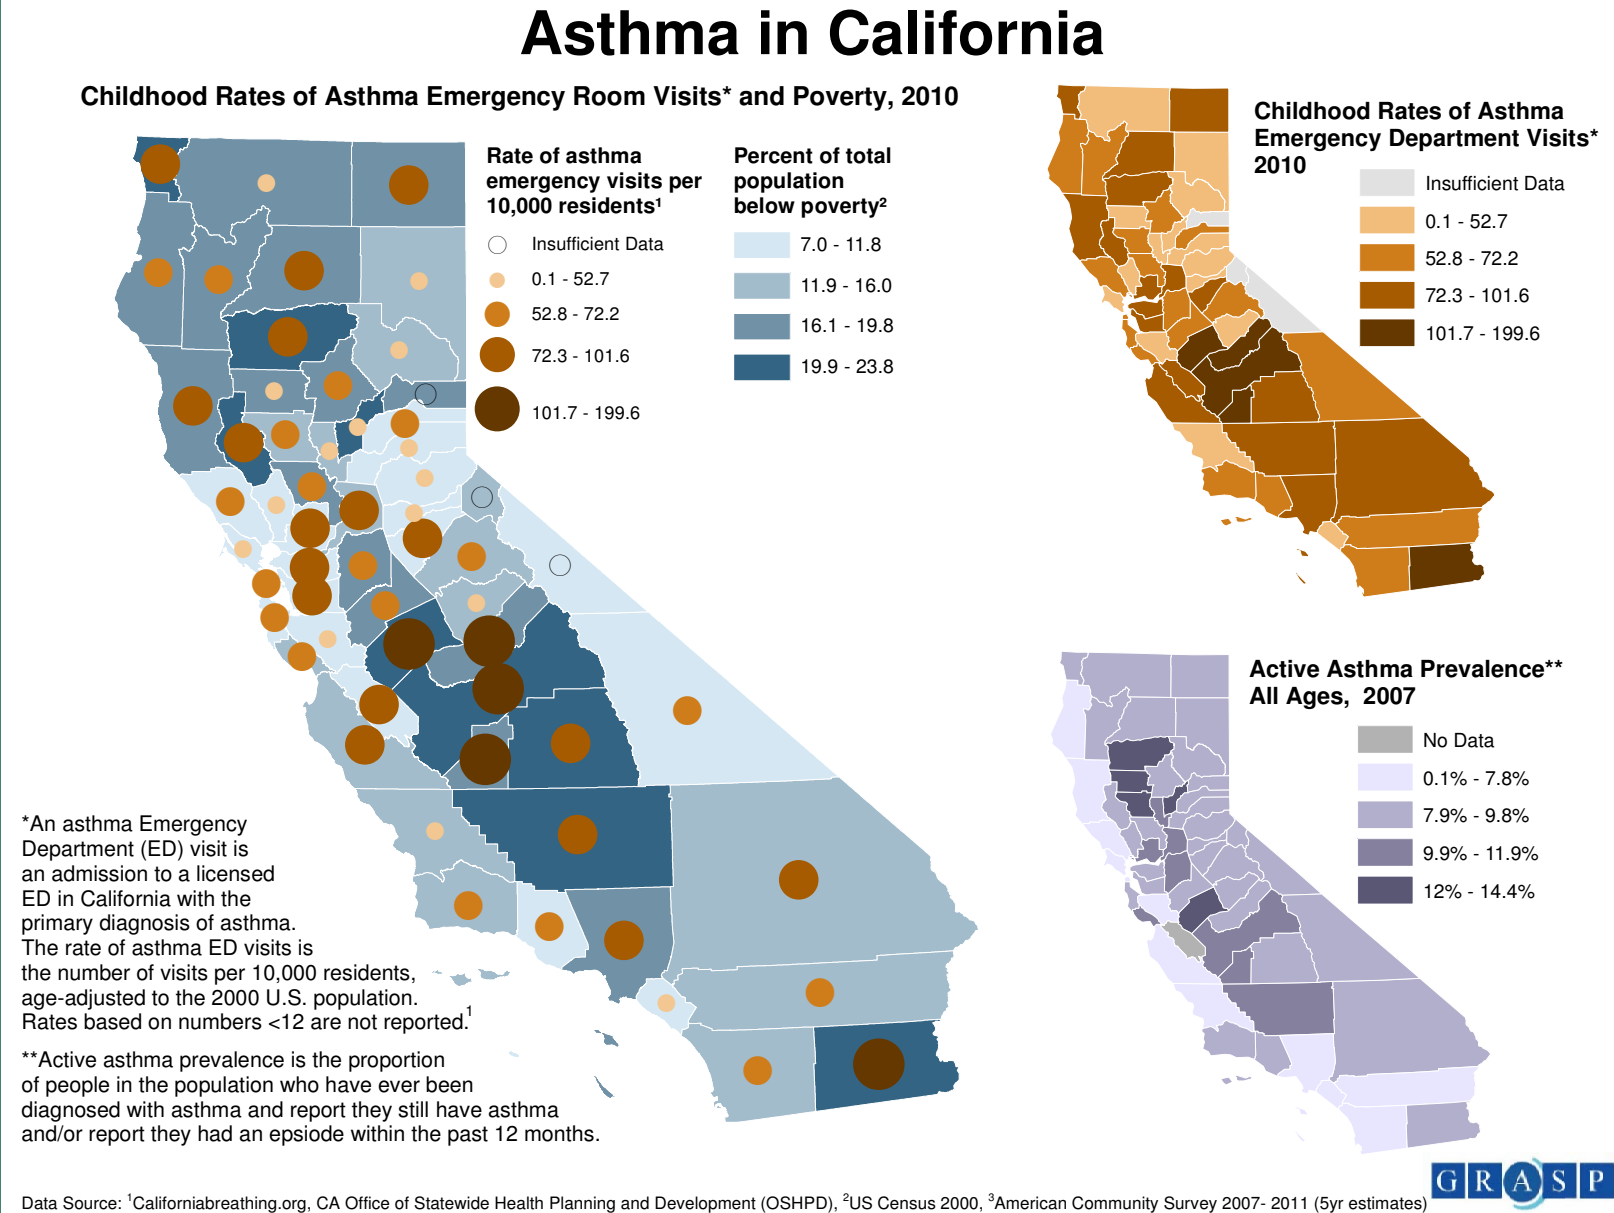 Asthma in California
Childhood Rates of Asthma Emergency Room Visits* and Poverty, 2010
Rate of asthma
emergency visits per
10,000 residents¹
Insufficient Data
0.1 - 52.7
52.8 - 72.2
72.3 - 101.6
101.7 - 199.6
Percent of total
population
below poverty²
7.0 - 11.8
11.9 - 16.0
16.1 - 19.8
19.9 - 23.8
Childhood Rates of Asthma
Emergency Department Visits*
2010
Insufficient Data
0.1 - 52.7
52.8 - 72.2
72.3 - 101.6
101.7 - 199.6
Active Asthma Prevalence**
All Ages, 2007
No Data
0.1% - 7.8%
7.9% - 9.8%
9.9% - 11.9%
12% - 14.4%
*An asthma Emergency
Department (ED) visit is
an admission to a licensed
ED in California with the
primary diagnosis of asthma.
The rate of asthma ED visits is
the number of visits per 10,000 residents,
age-adjusted to the 2000 U.S. population.
Rates based on numbers <12 are not reported.¹
**Active asthma prevalence is the proportion
of people in the population who have ever been
diagnosed with asthma and report they still have asthma
and/or report they had an epsiode within the past 12 months.
GRASP
Data Source: ¹Californiabreathing.org, CA Office of Statewide Health Planning and Development (OSHPD), ²US Census 2000, ³American Community Survey 2007- 2011 (5yr estimates)